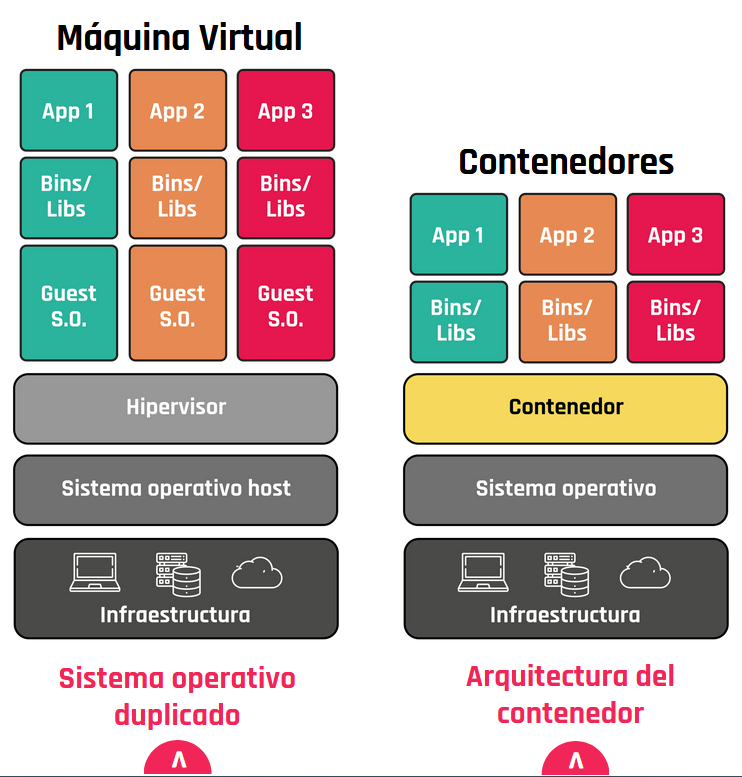 Máquina Virtual
App 1
App 2
App 3
Bins/
Libs
Bins/
Libs
Bins/
Libs
Guest
S.O.
Guest
S.O.
Guest
S.O.
Hipervisor
Sistema operativo host
Infraestructura
Sistema operativo
duplicado
Contenedores
App 1
App 2
App 3
Bins/
Libs
Bins/
Libs
Bins/
Libs
Contenedor
Sistema operativo
Infraestructura
Arquitectura del
contenedor